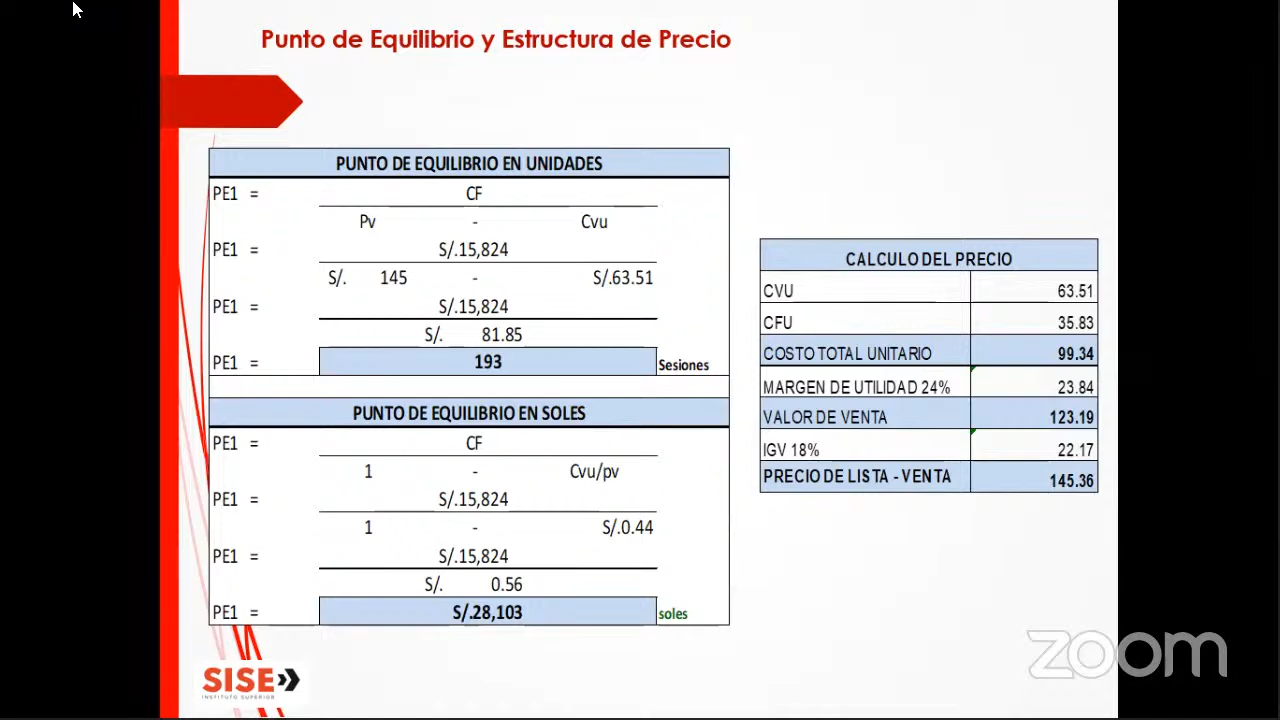 Punto de Equilibrio y Estructura de Precio
PUNTO DE EQUILIBRIO EN UNIDADES
PE1 = CF
Pv - Cvu
PE1 = S/.15,824
S/. 145 - S/.63.51
PE1 = S/.15,824
S/. 81.85
PE1 = 193 Sesiones
PUNTO DE EQUILIBRIO EN SOLES
PE1 = CF
1 - Cvu/pv
PE1 = S/.15,824
1 - S/.0.44
PE1 = S/.15,824
S/. 0.56
PE1 = S/.28,103 soles
CALCULO DEL PRECIO
CVU 63.51
CFU 35.83
COSTO TOTAL UNITARIO 99.34
MARGEN DE UTILIDAD 24% 23.84
VALOR DE VENTA 123.19
IGV 18% 22.17
PRECIO DE LISTA - VENTA 145.36
SISE
INSTITUTO SUPERIOR
zoom